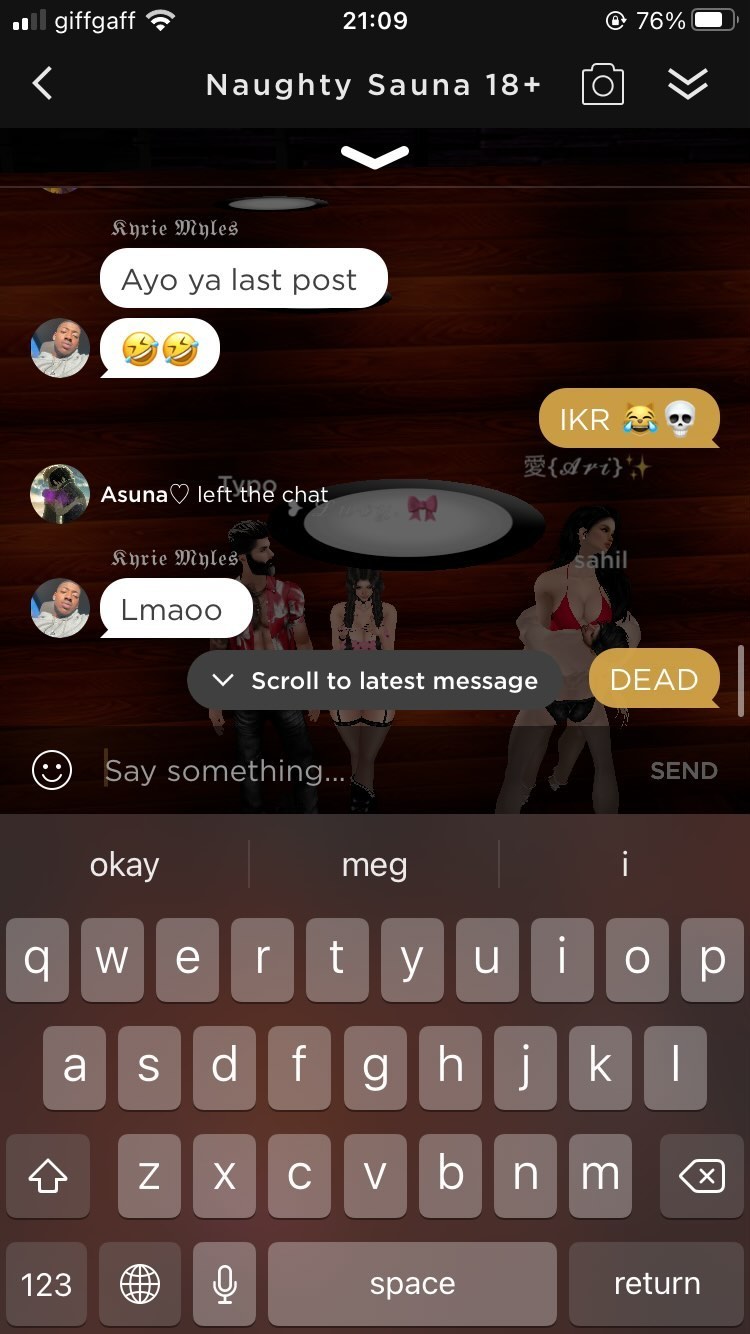 giffgaff 21:09 76%
Naughty Sauna 18+
𝔎𝔶𝔯𝔦𝔢 𝔐𝔶𝔩𝔢𝔰
Ayo ya last post
🤣🤣
IKR 😹💀
愛{𝓐𝓻𝓲}✨
Typo
Asuna♡ left the chat
𝔎𝔶𝔯𝔦𝔢 𝔐𝔶𝔩𝔢𝔰
sahil
Lmaoo
Scroll to latest message
DEAD
Say something...
SEND
okay meg i
q w e r t y u i o p
a s d f g h j k l
z x c v b n m
123 space return